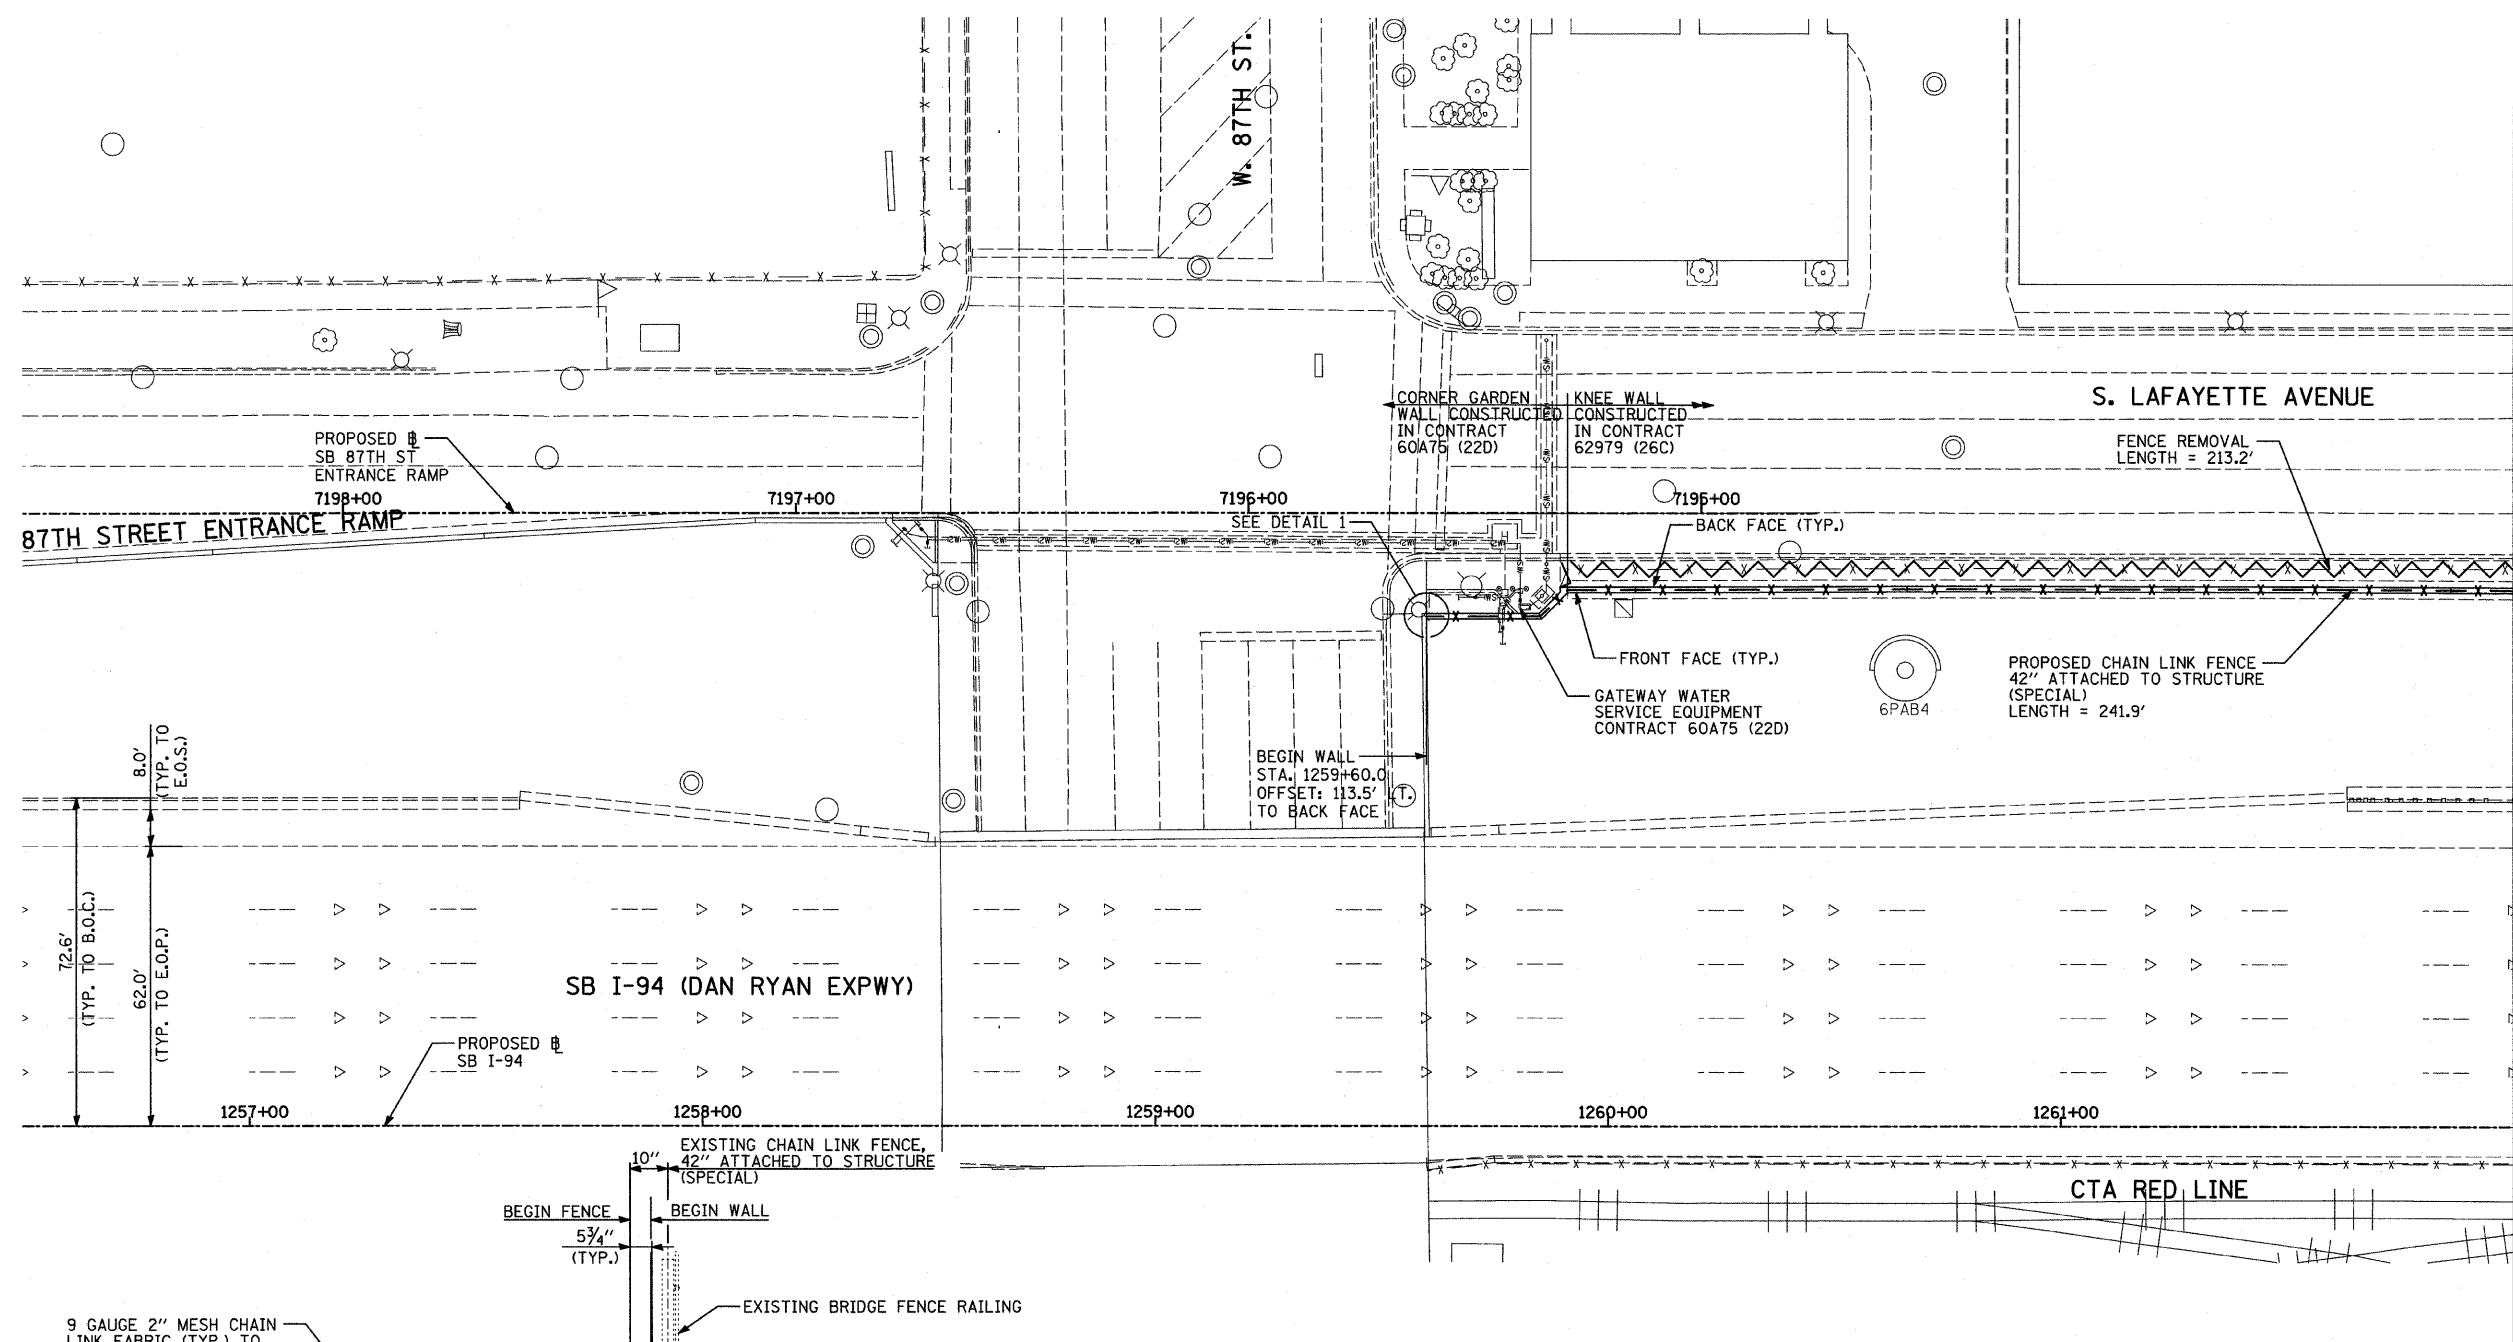 W. 87TH ST.
S. LAFAYETTE AVENUE
CORNER GARDEN
WALL CONSTRUCTED
IN CONTRACT
60A75 (22D)
KNEE WALL
CONSTRUCTED
IN CONTRACT
62979 (26C)
FENCE REMOVAL
LENGTH = 213.2'
PROPOSED ℄
SB 87TH ST
ENTRANCE RAMP
7198+00
7197+00
7196+00
7195+00
87TH STREET ENTRANCE RAMP
SEE DETAIL 1
BACK FACE (TYP.)
FRONT FACE (TYP.)
GATEWAY WATER
SERVICE EQUIPMENT
CONTRACT 60A75 (22D)
6PAB4
PROPOSED CHAIN LINK FENCE
42" ATTACHED TO STRUCTURE
(SPECIAL)
LENGTH = 241.9'
BEGIN WALL
STA. 1259+60.0
OFFSET: 113.5' LT.
TO BACK FACE
8.0'
(TYP. TO
E.O.S.)
72.6'
(TYP. TO B.O.C.)
62.0'
(TYP. TO E.O.P.)
SB I-94 (DAN RYAN EXPWY)
PROPOSED ℄
SB I-94
1257+00
1258+00
1259+00
1260+00
1261+00
CTA RED LINE
10"
EXISTING CHAIN LINK FENCE,
42" ATTACHED TO STRUCTURE
(SPECIAL)
BEGIN FENCE
BEGIN WALL
5¾"
(TYP.)
EXISTING BRIDGE FENCE RAILING
9 GAUGE 2" MESH CHAIN
LINK FABRIC (TYP.) TO